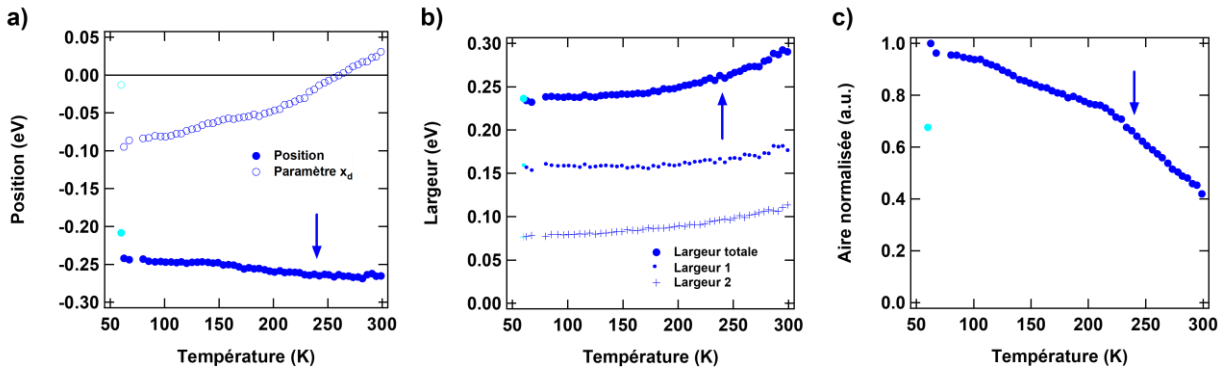 a)
0.05
0.00
-0.05
-0.10
-0.15
-0.20
-0.25
-0.30
Position (eV)
Position
Paramètre xd
50
100
150
200
250
300
Température (K)
b)
0.30
0.25
0.20
0.15
0.10
0.05
0.00
Largeur (eV)
Largeur totale
Largeur 1
Largeur 2
50
100
150
200
250
300
Température (K)
c)
1.0
0.8
0.6
0.4
0.2
0.0
Aire normalisée (a.u.)
50
100
150
200
250
300
Température (K)